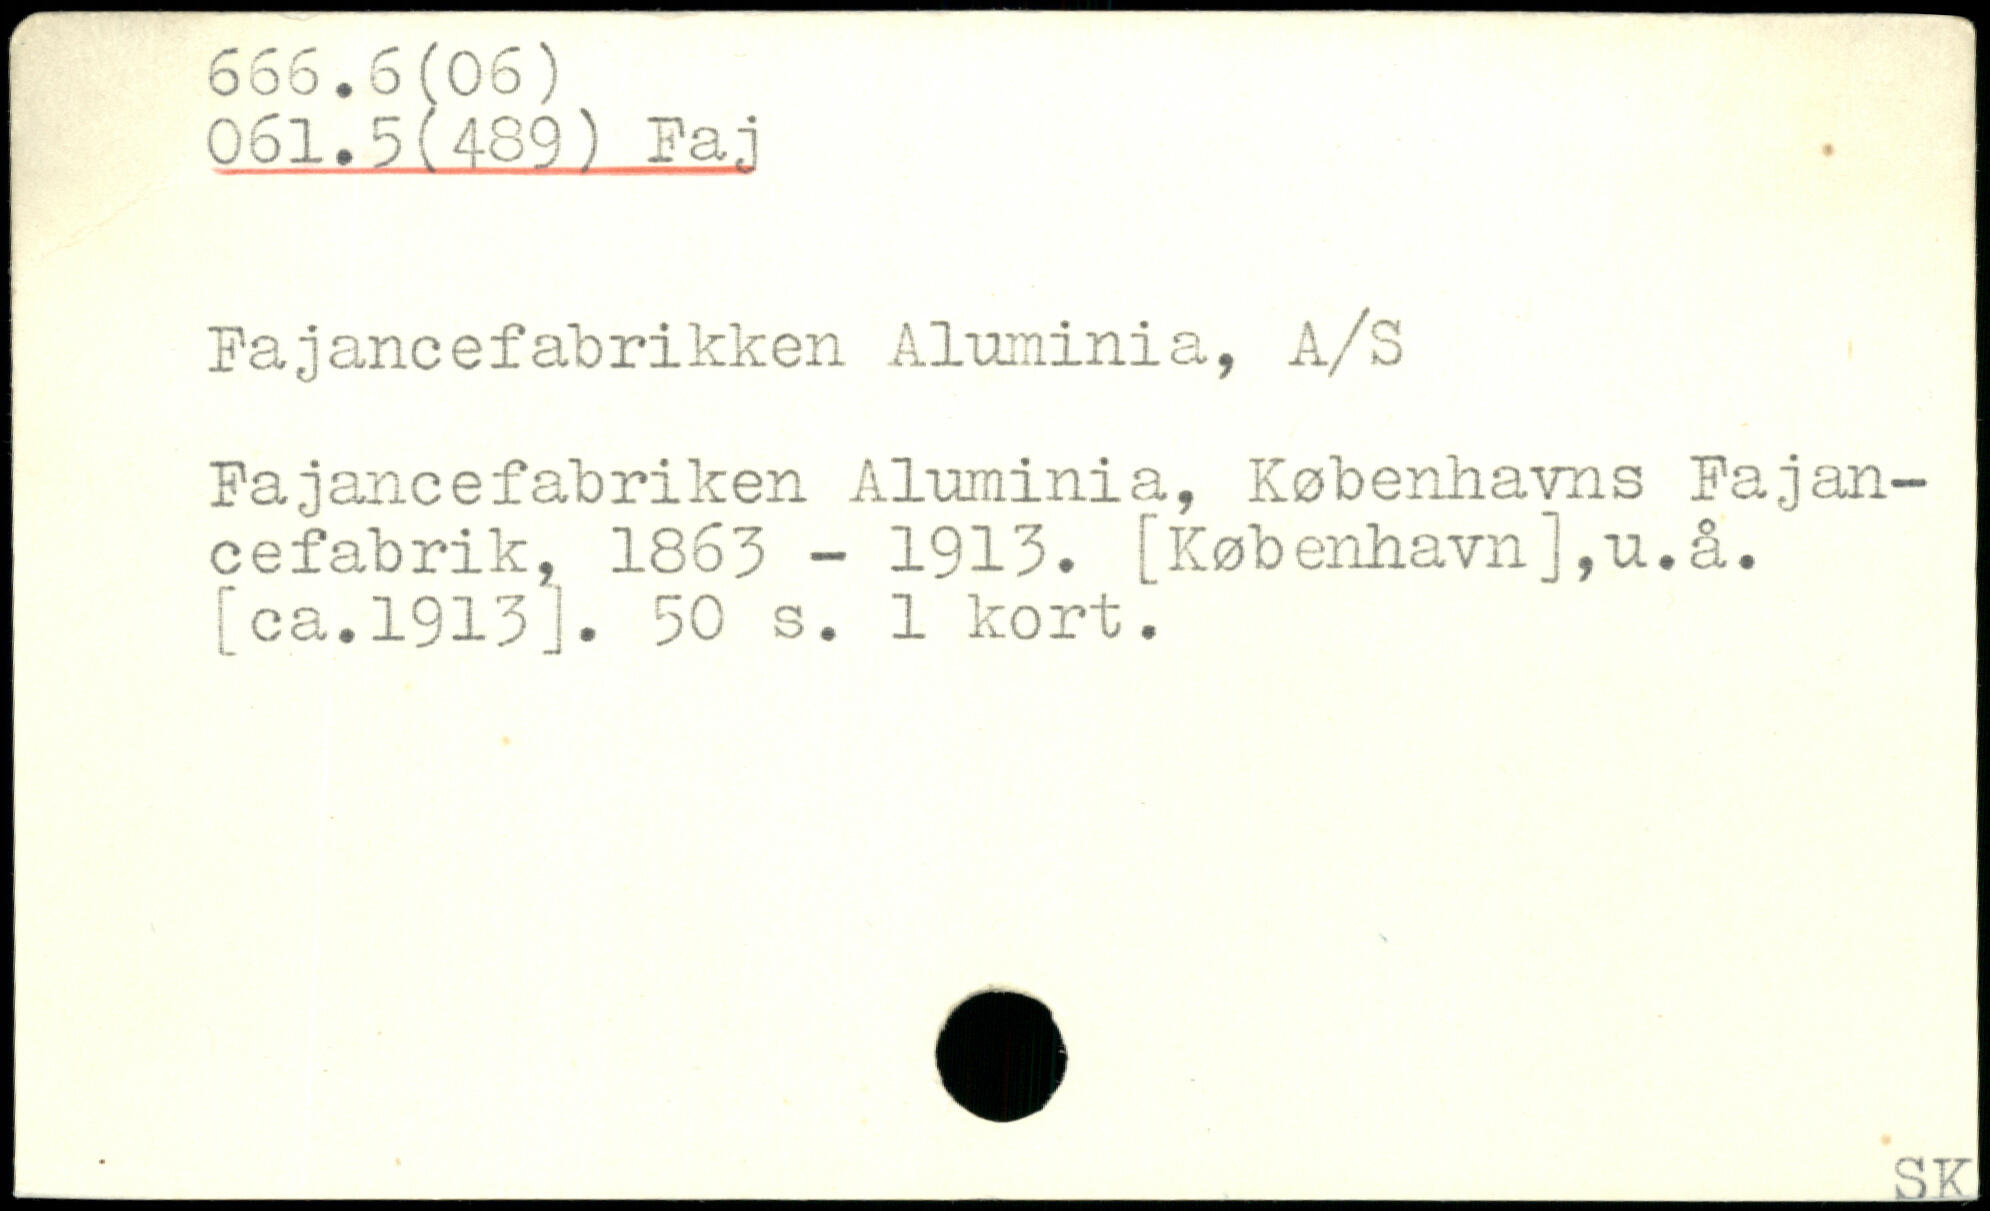 666.6(06)
061.5(489) Faj
Fajancefabrikken Aluminia, A/S
Fajancefabriken Aluminia, Københavns Fajan-
cefabrik, 1863 - 1913. [København],u.å.
[ca.1913]. 50 s. 1 kort.
SK